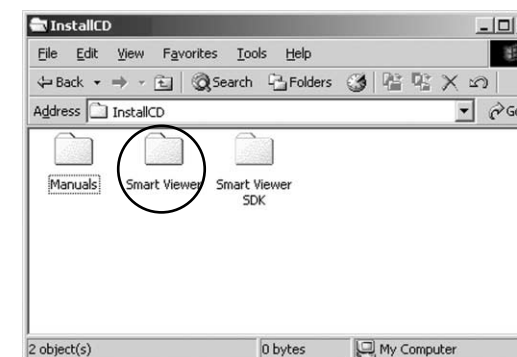 InstallCD
File Edit View Favorites Tools Help
Back Search Folders
Address InstallCD Go
Manuals Smart Viewer Smart Viewer
SDK
2 object(s) 0 bytes My Computer